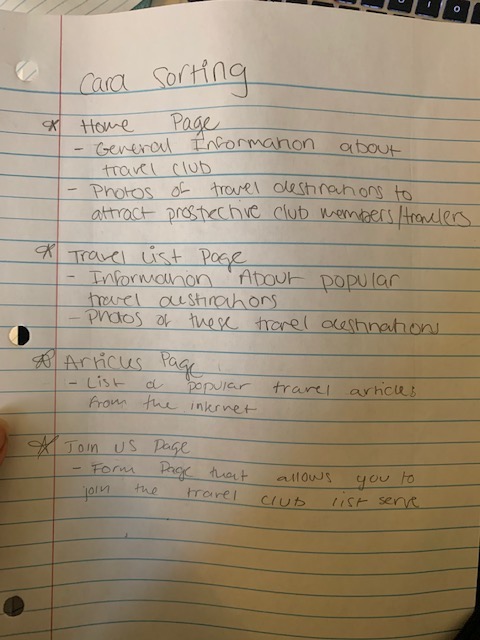 Card Sorting
* Home Page
- General Information about
travel club
- Photos of travel destinations to
attract prospective club members/travelers
* Travel List Page
- Information About popular
travel destinations
- Photos of these travel destinations
* Articles Page
- List of popular travel articles
from the internet
* Join US Page
- Form Page that allows you to
join the travel club list serve